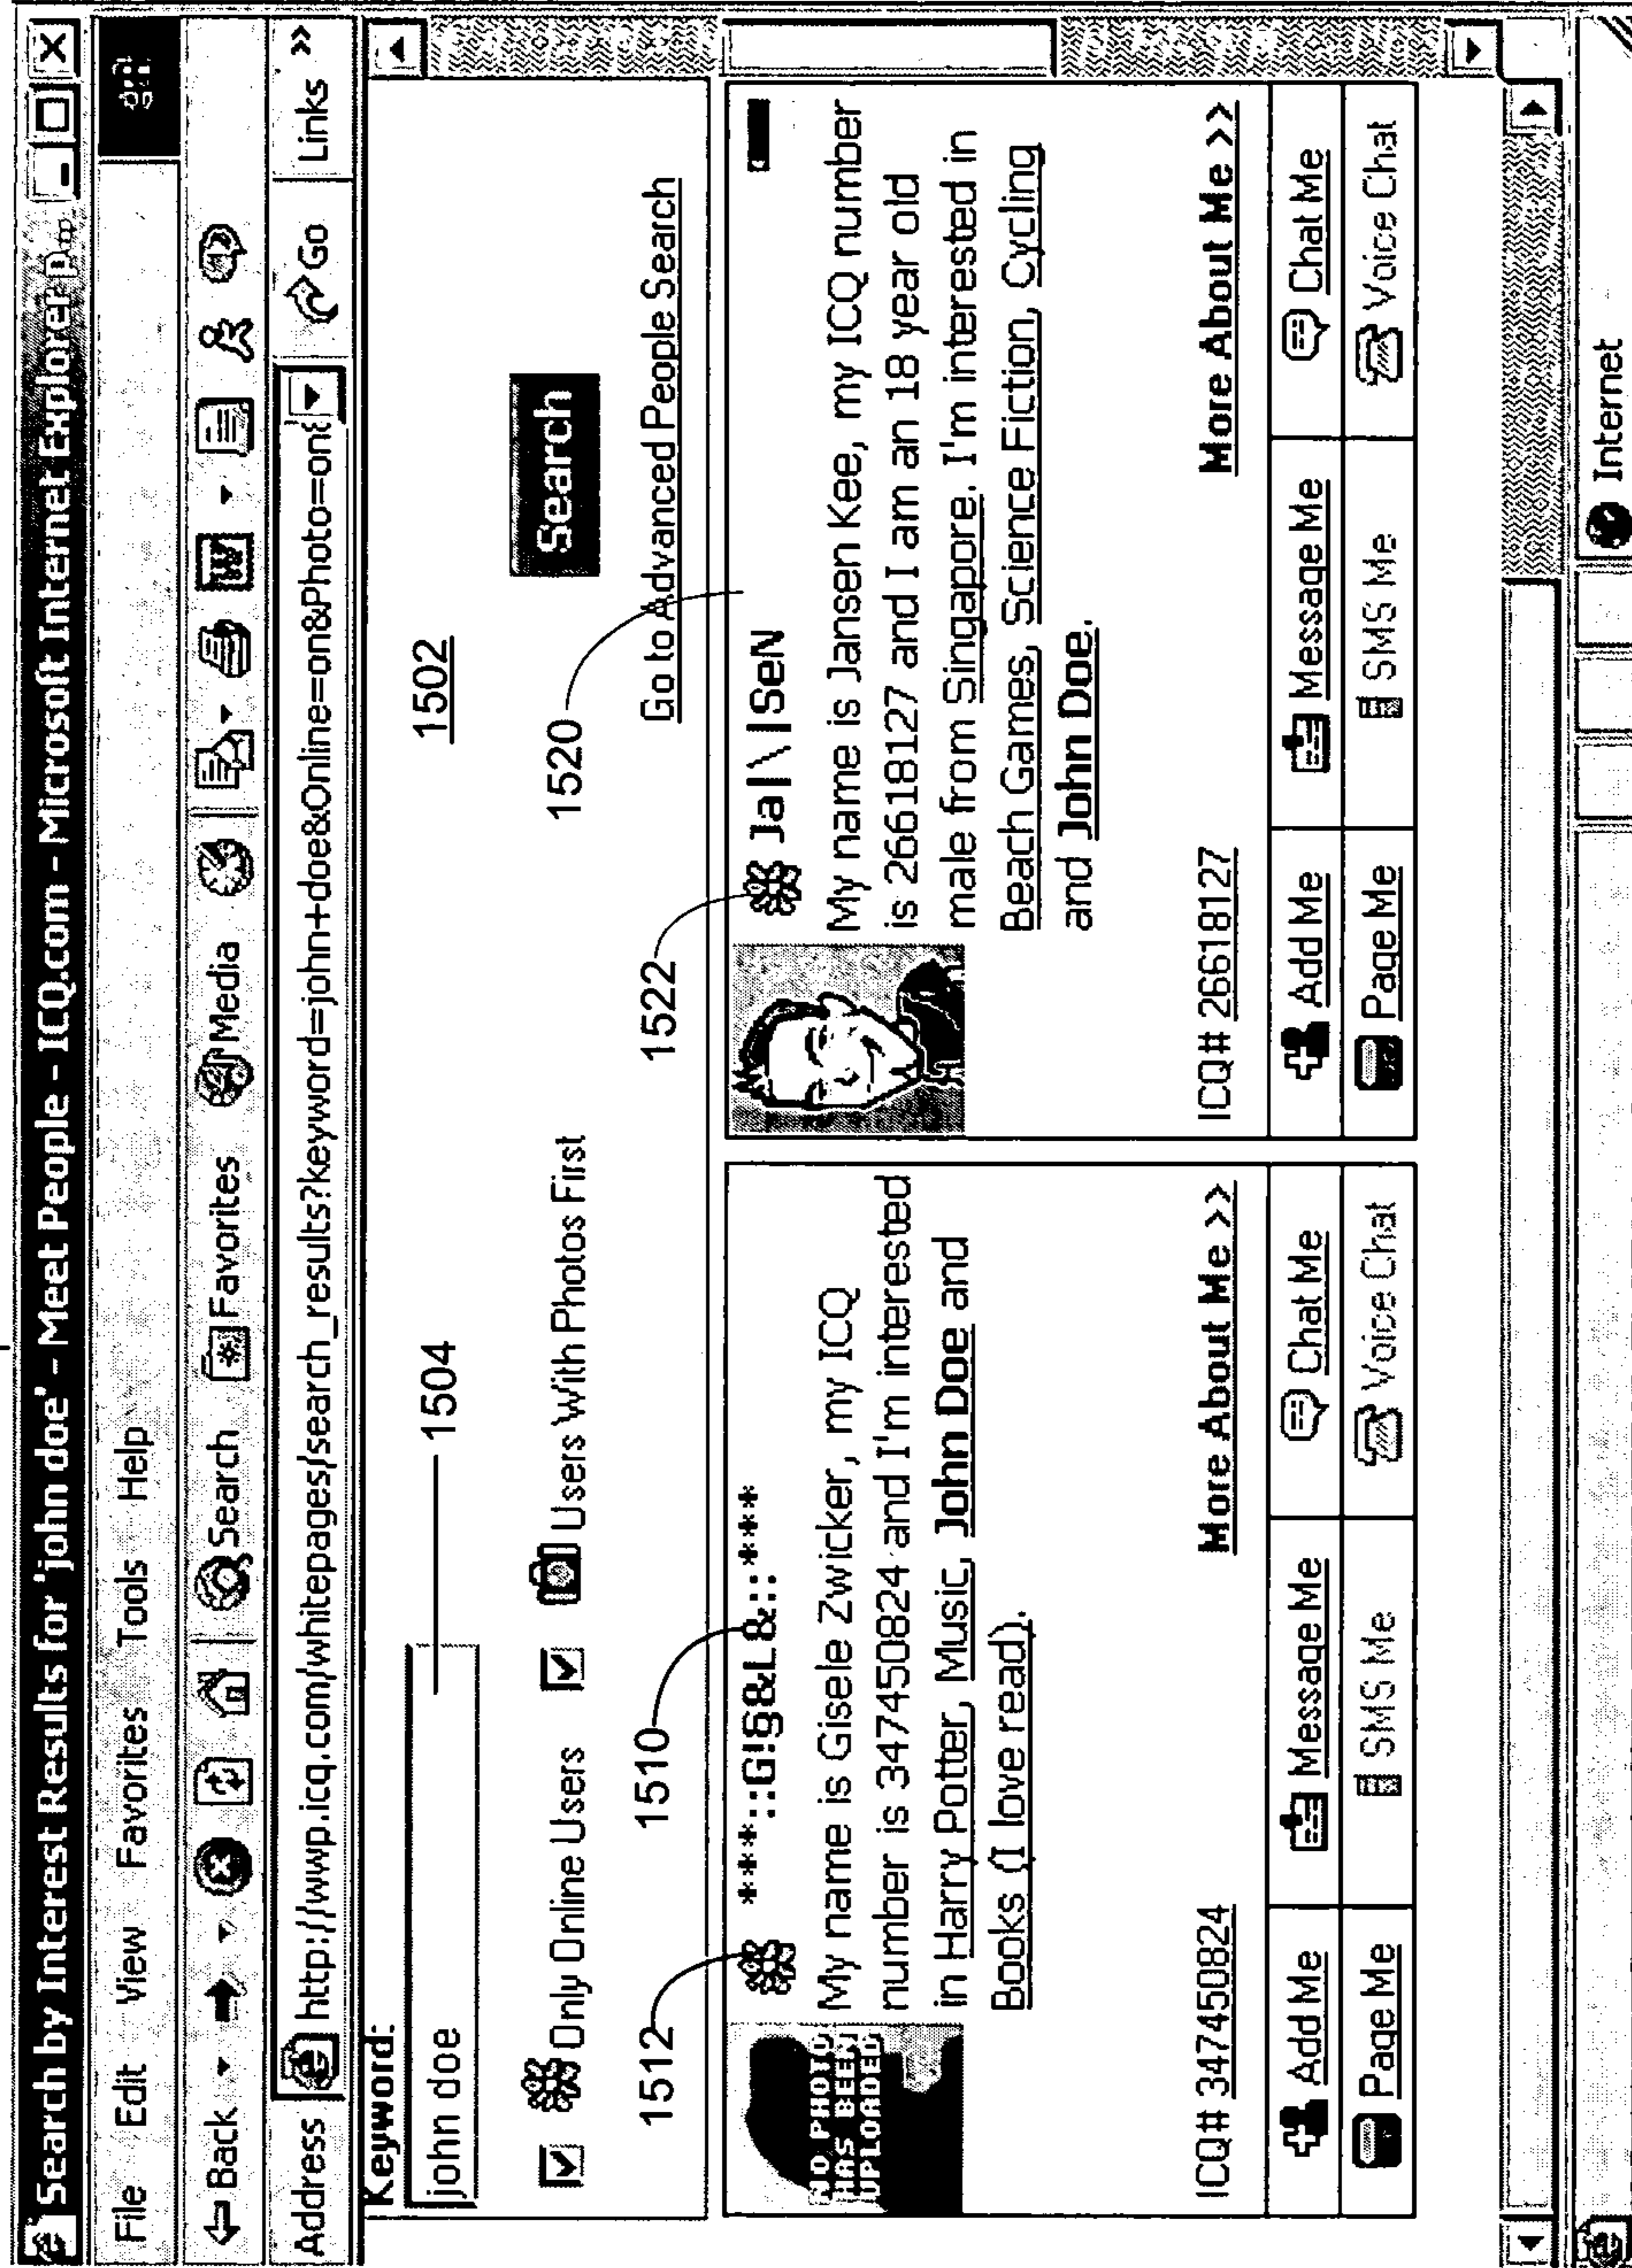 Search by Interest Results for 'john doe' - Meet People - ICQ.com - Microsoft Internet Explorer
File Edit View Favorites Tools Help
Back Search Favorites Media
Address http://wwp.icq.com/whitepages/search_results?keyword=john+doe&Online=on&Photo=on& Go Links »
Keyword:
john doe
1504
1502
Only Online Users
Users With Photos First
Search
1512
1510
1522
1520
Go to Advanced People Search
NO PHOTO
HAS BEEN
UPLOADED
***::G!§&L&::***
My name is Gisele Zwicker, my ICQ
number is 347450824 and I'm interested
in Harry Potter, Music, John Doe and
Books (I love read).
ICQ# 347450824
More About Me >>
Add Me Message Me Chat Me
Page Me SMS Me Voice Chat
Ja|\|SeN
My name is Jansen Kee, my ICQ number
is 26618127 and I am an 18 year old
male from Singapore. I'm interested in
Beach Games, Science Fiction, Cycling
and John Doe.
ICQ# 26618127
More About Me >>
Add Me Message Me Chat Me
Page Me SMS Me Voice Chat
Internet